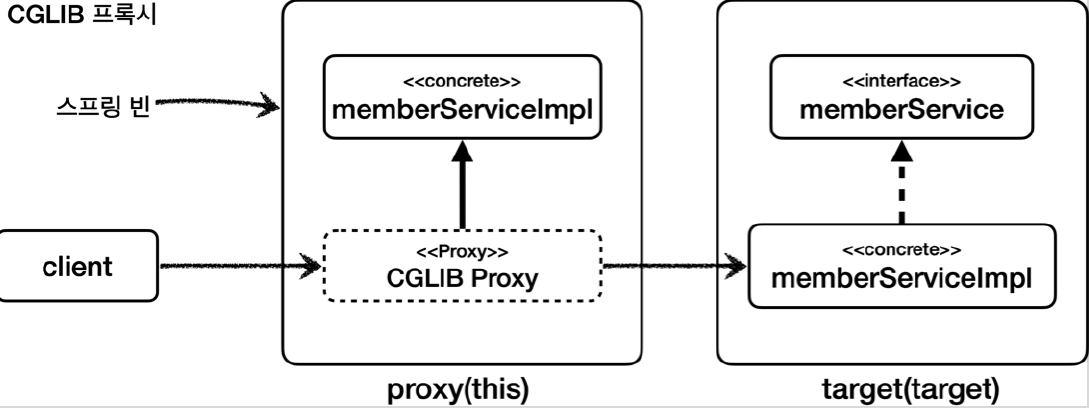 CGLIB 프록시
스프링 빈
client
<<concrete>>
memberServiceImpl
<<Proxy>>
CGLIB Proxy
proxy(this)
<<interface>>
memberService
<<concrete>>
memberServiceImpl
target(target)